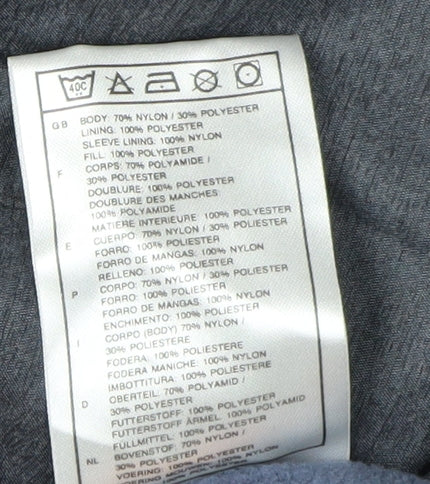 40C
GB BODY: 70% NYLON / 30% POLYESTER
LINING: 100% POLYESTER
SLEEVE LINING: 100% NYLON
FILL: 100% POLYESTER
F CORPS: 70% POLYAMIDE /
30% POLYESTER
DOUBLURE: 100% POLYESTER
DOUBLURE DES MANCHES:
100% POLYAMIDE
MATIERE INTERIEURE: 100% POLYESTER
E CUERPO: 70% NYLON / 30% POLIESTER
FORRO: 100% POLIESTER
FORRO DE MANGAS: 100% NYLON
RELLENO: 100% POLIESTER
P CORPO: 70% NYLON / 30% POLIESTER
FORRO: 100% POLIESTER
FORRO DE MANGAS: 100% NYLON
ENCHIMENTO: 100% POLIESTER
I CORPO (BODY) 70% NYLON /
30% POLIESTERE
FODERA: 100% POLIESTERE
FODERA MANICHE: 100% NYLON
IMBOTTITURA: 100% POLIESTERE
D OBERTEIL: 70% POLYAMID /
30% POLYESTER
FUTTERSTOFF: 100% POLYESTER
FUTTERSTOFF ÄRMEL: 100% POLYAMID
FÜLLMITTEL: 100% POLYESTER
NL BOVENSTOF: 70% NYLON /
30% POLYESTER
VOERING: 100% POLYESTER